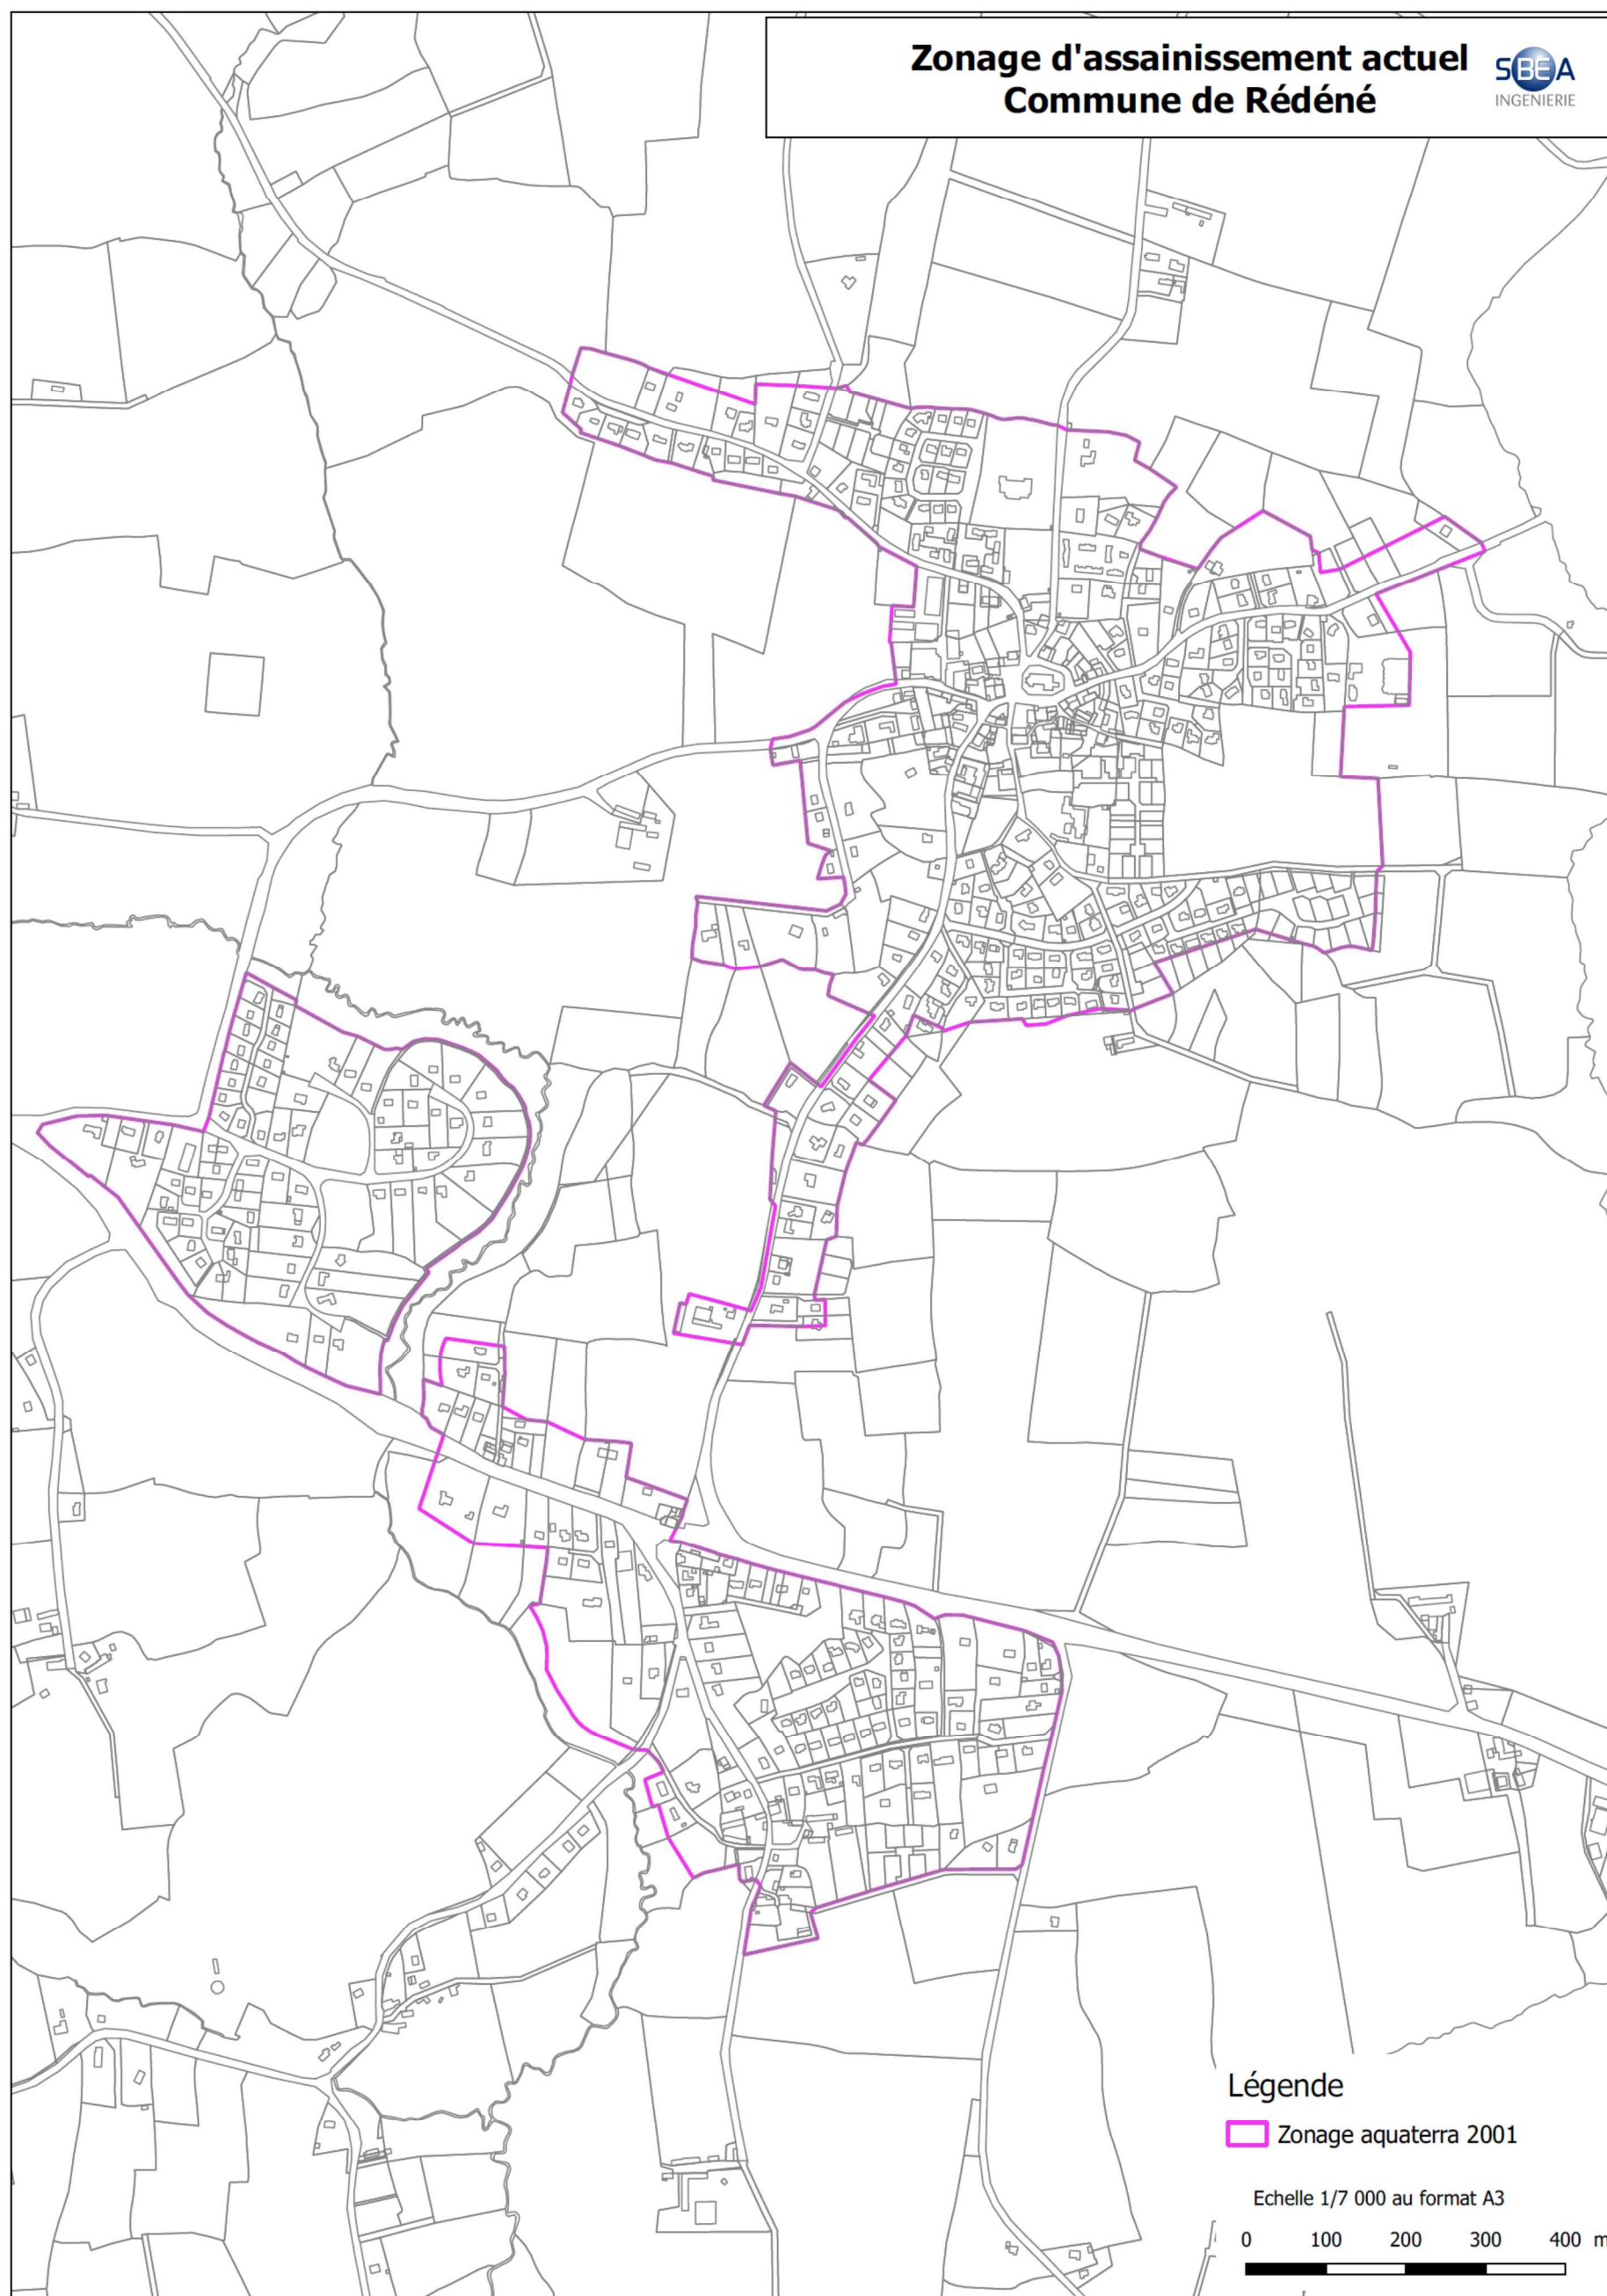 Zonage d'assainissement actuel
Commune de Rédéné
SBEA
INGENIERIE
Légende
Zonage aquaterra 2001
Echelle 1/7 000 au format A3
0 100 200 300 400 m